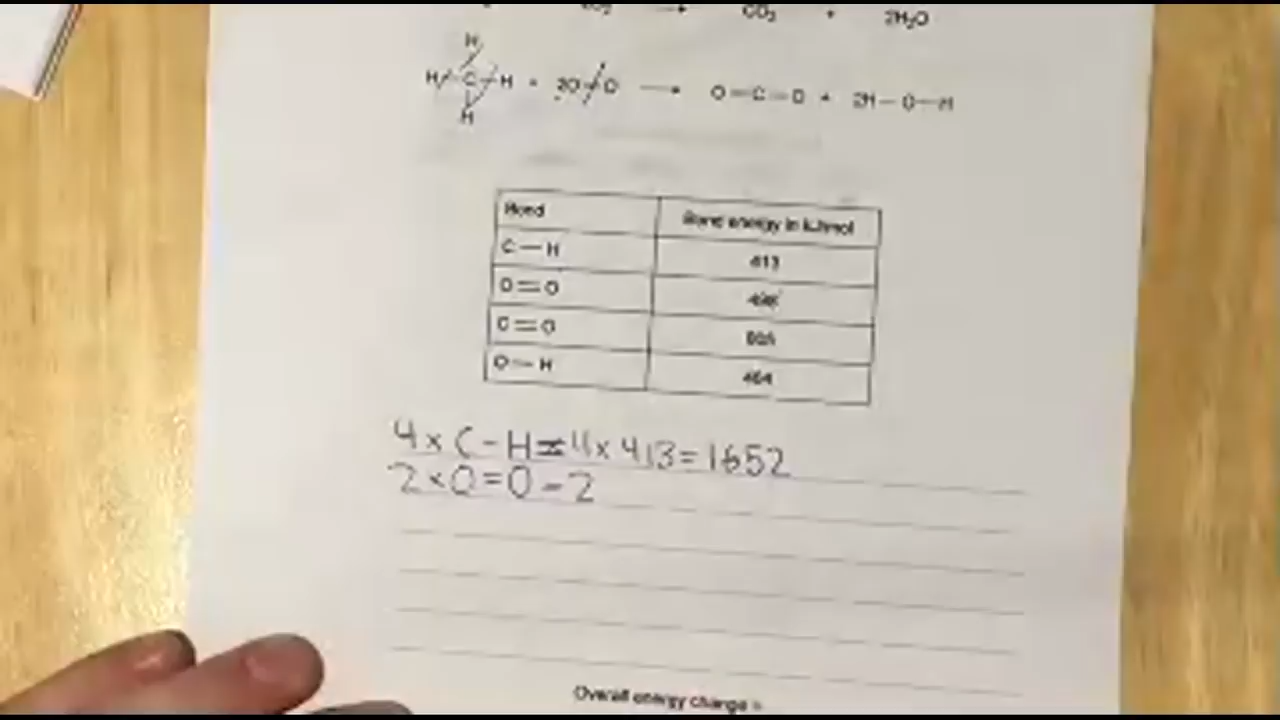 CO₂ + 2H₂O
H
H C H + 2O O → O=C=O + 2H-O-H
H
Bond Bond energy in kJ/mol
C-H 413
O=O
C=O
O-H 464
4 x C-H = 4 x 413 = 1652
2 x O=O - 2
Overall energy change =